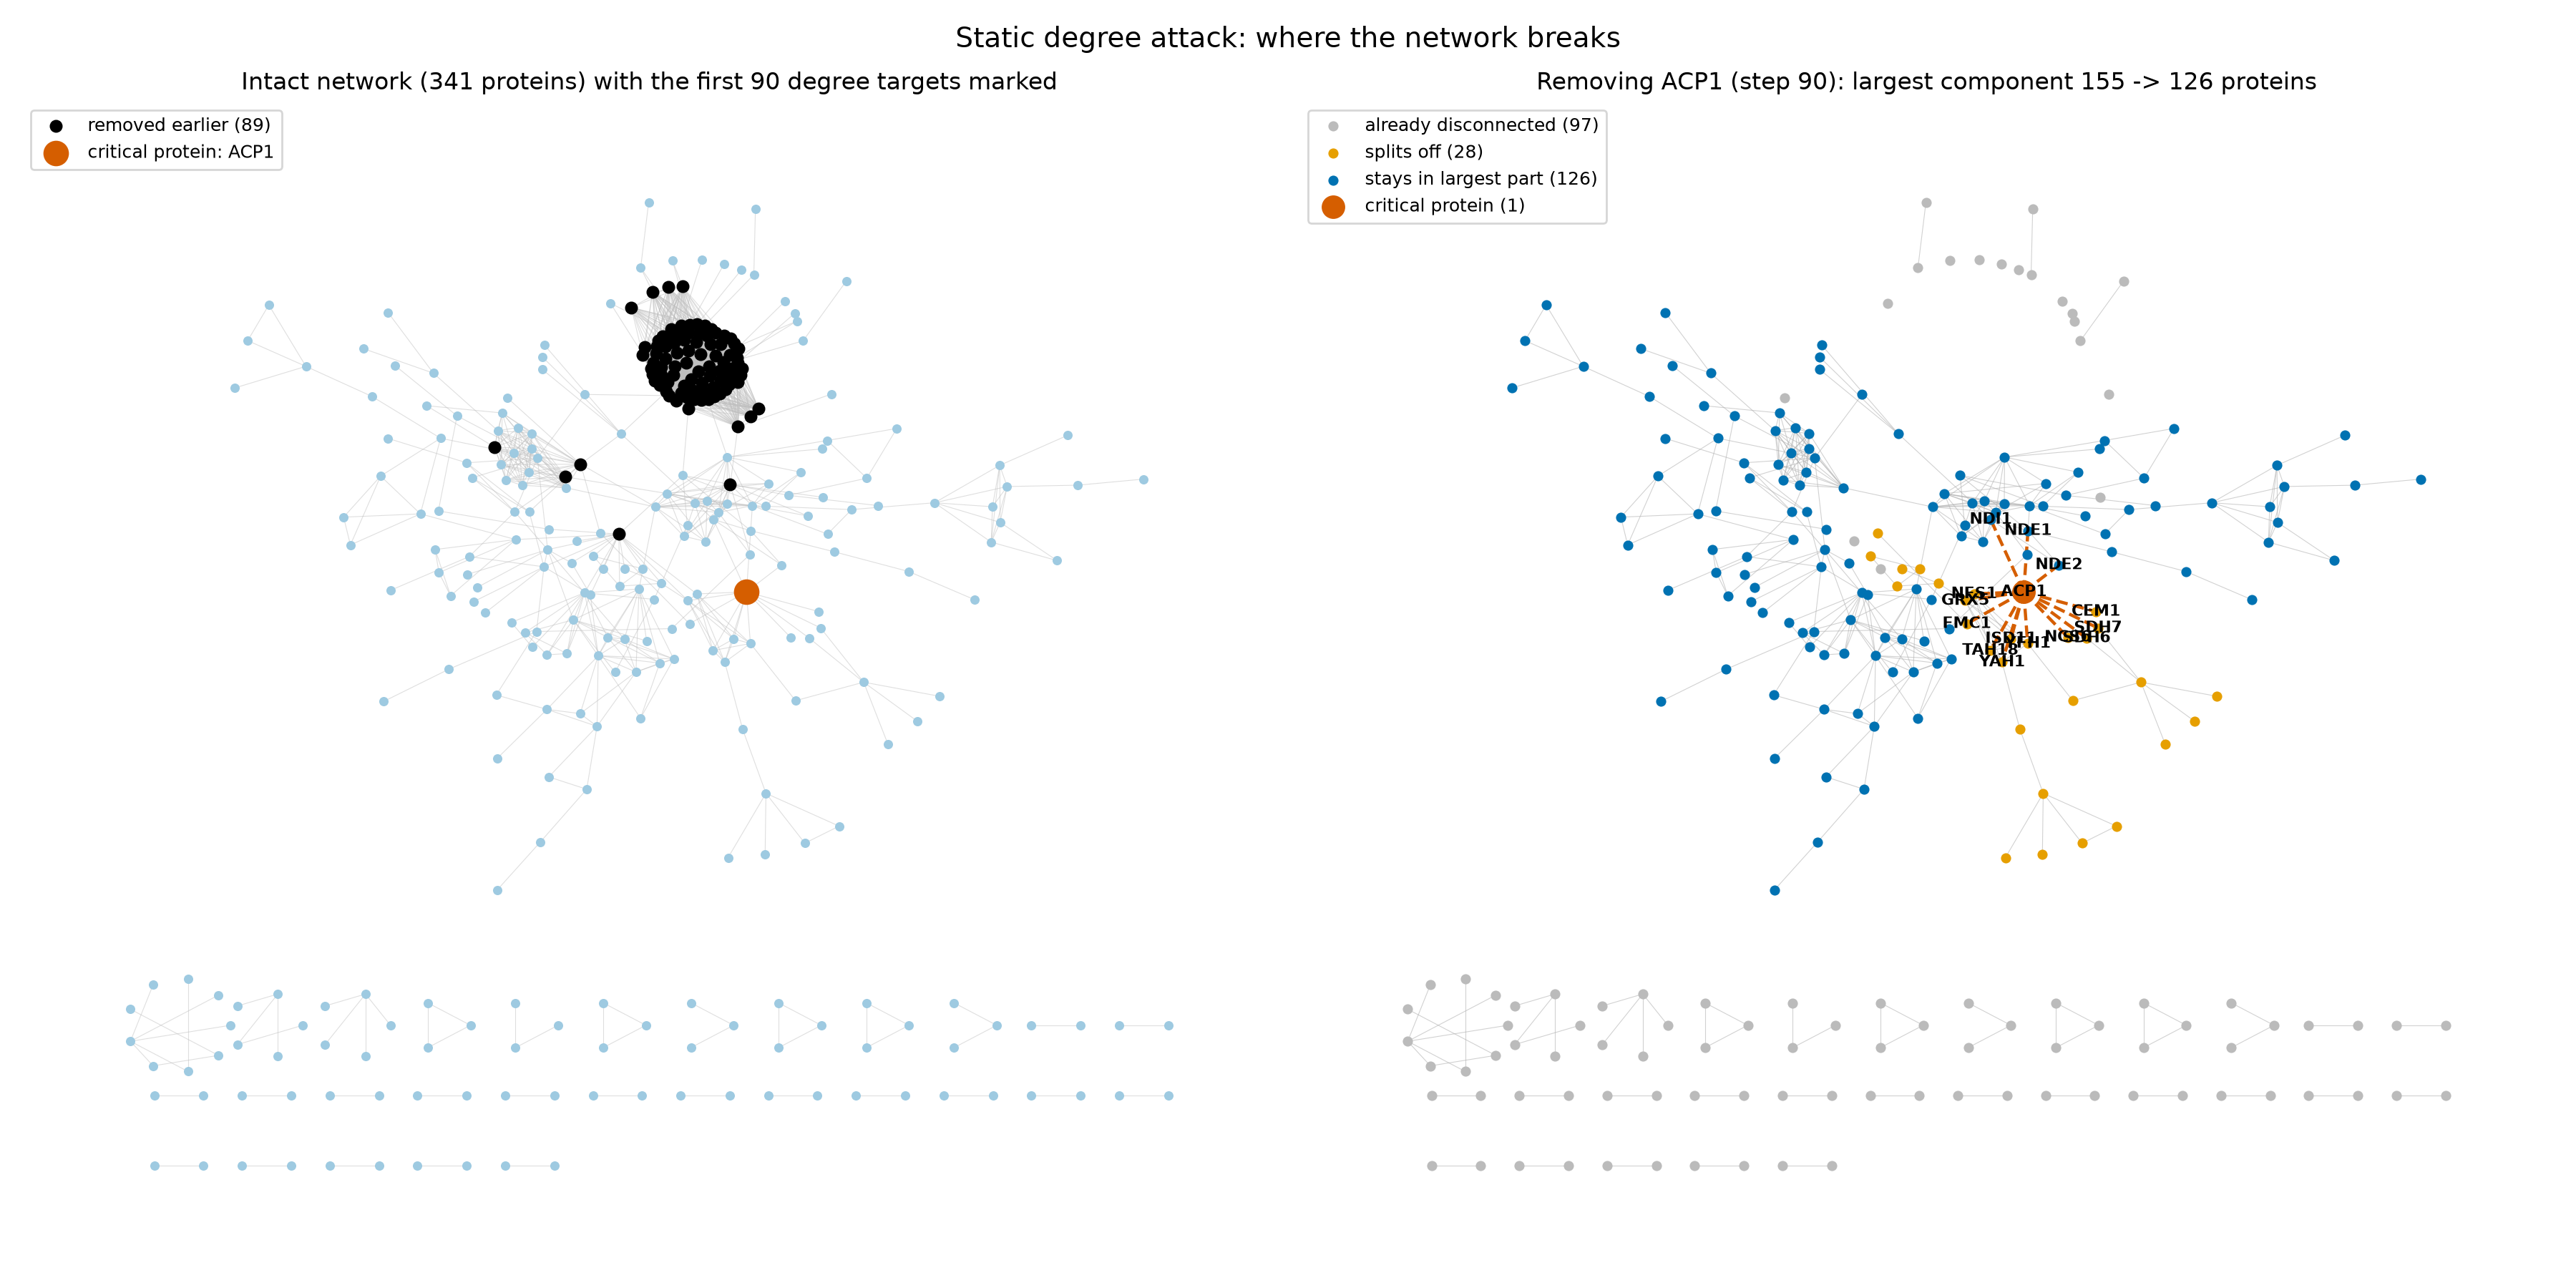 Static degree attack: where the network breaks
Intact network (341 proteins) with the first 90 degree targets marked
removed earlier (89)
critical protein: ACP1
Removing ACP1 (step 90): largest component 155 -> 126 proteins
already disconnected (97)
splits off (28)
stays in largest part (126)
critical protein (1)
NDI1
NDE1
NDE2
NFS1
ACP1
GRX5
CEM1
FMC1
SDH7
ISD11
SDH6
TAH18
YAH1